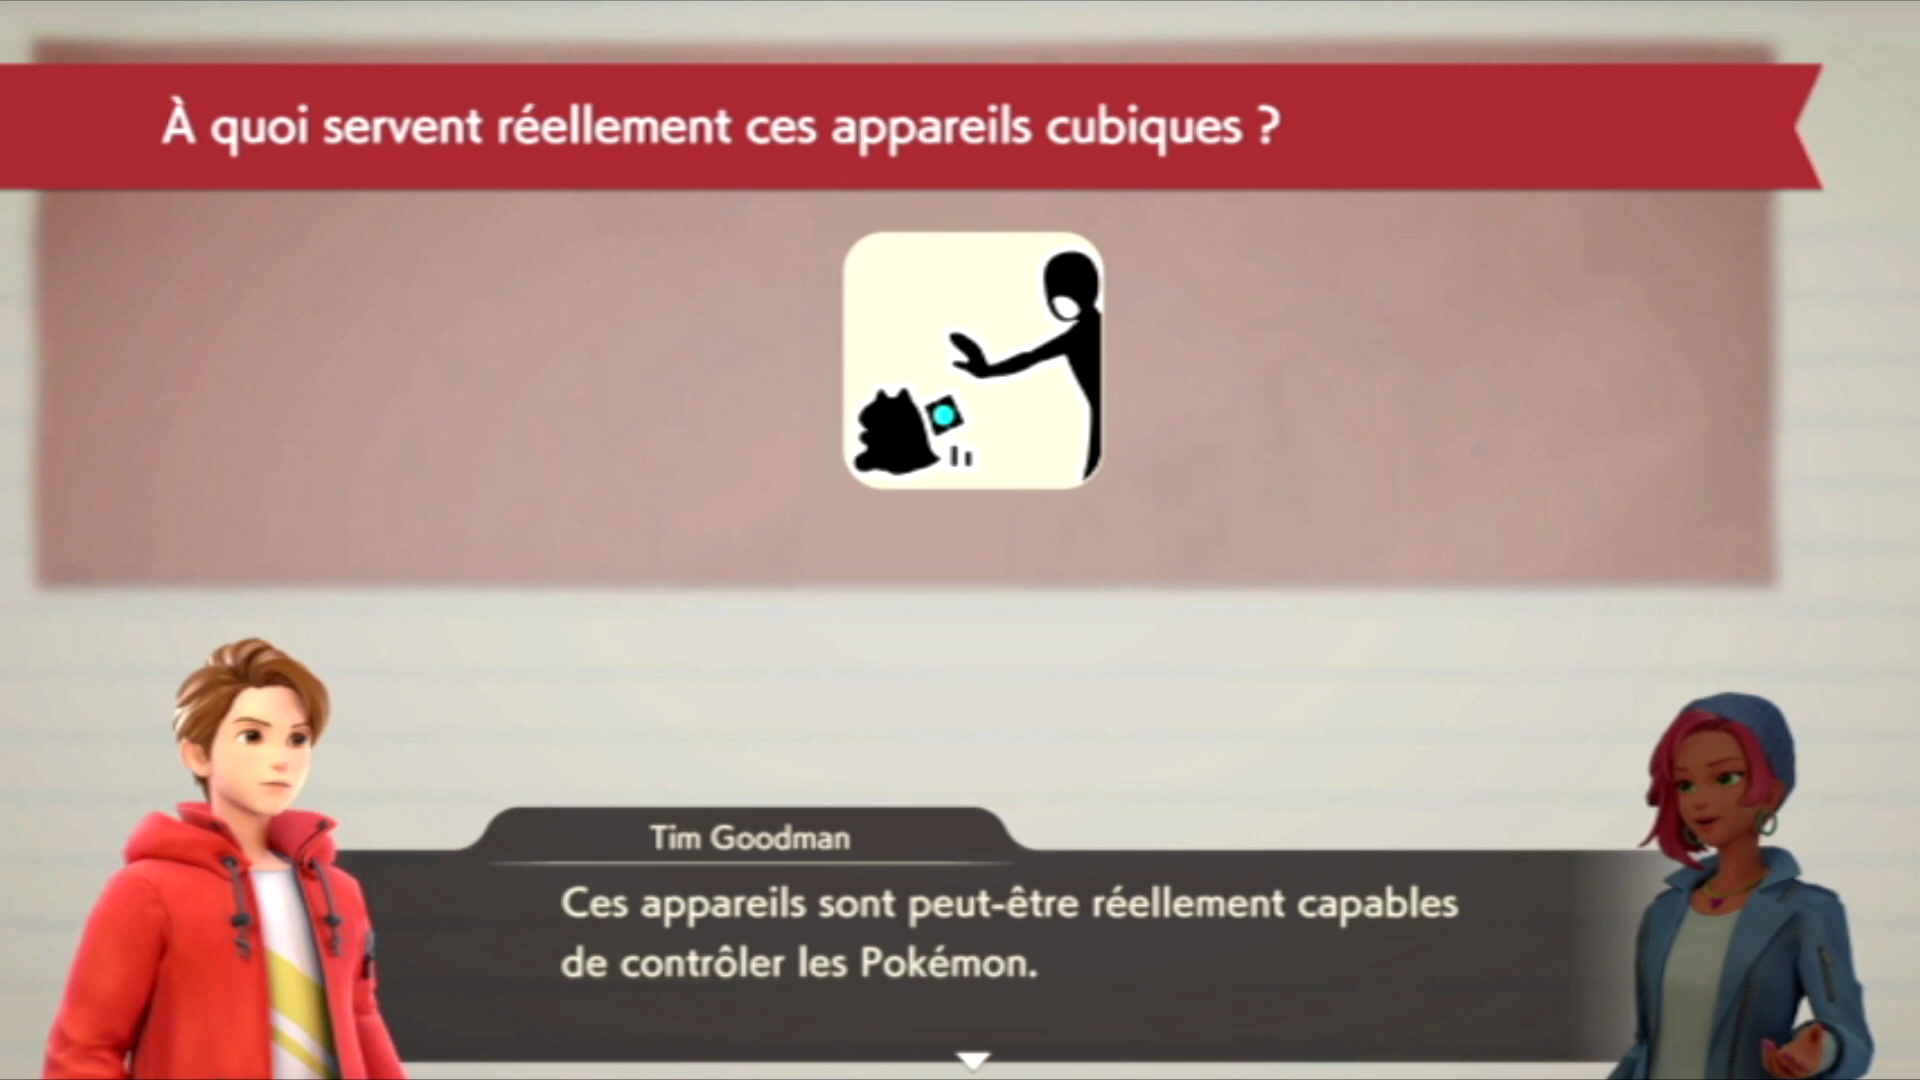 À quoi servent réellement ces appareils cubiques ?
Tim Goodman
Ces appareils sont peut-être réellement capables
de contrôler les Pokémon.